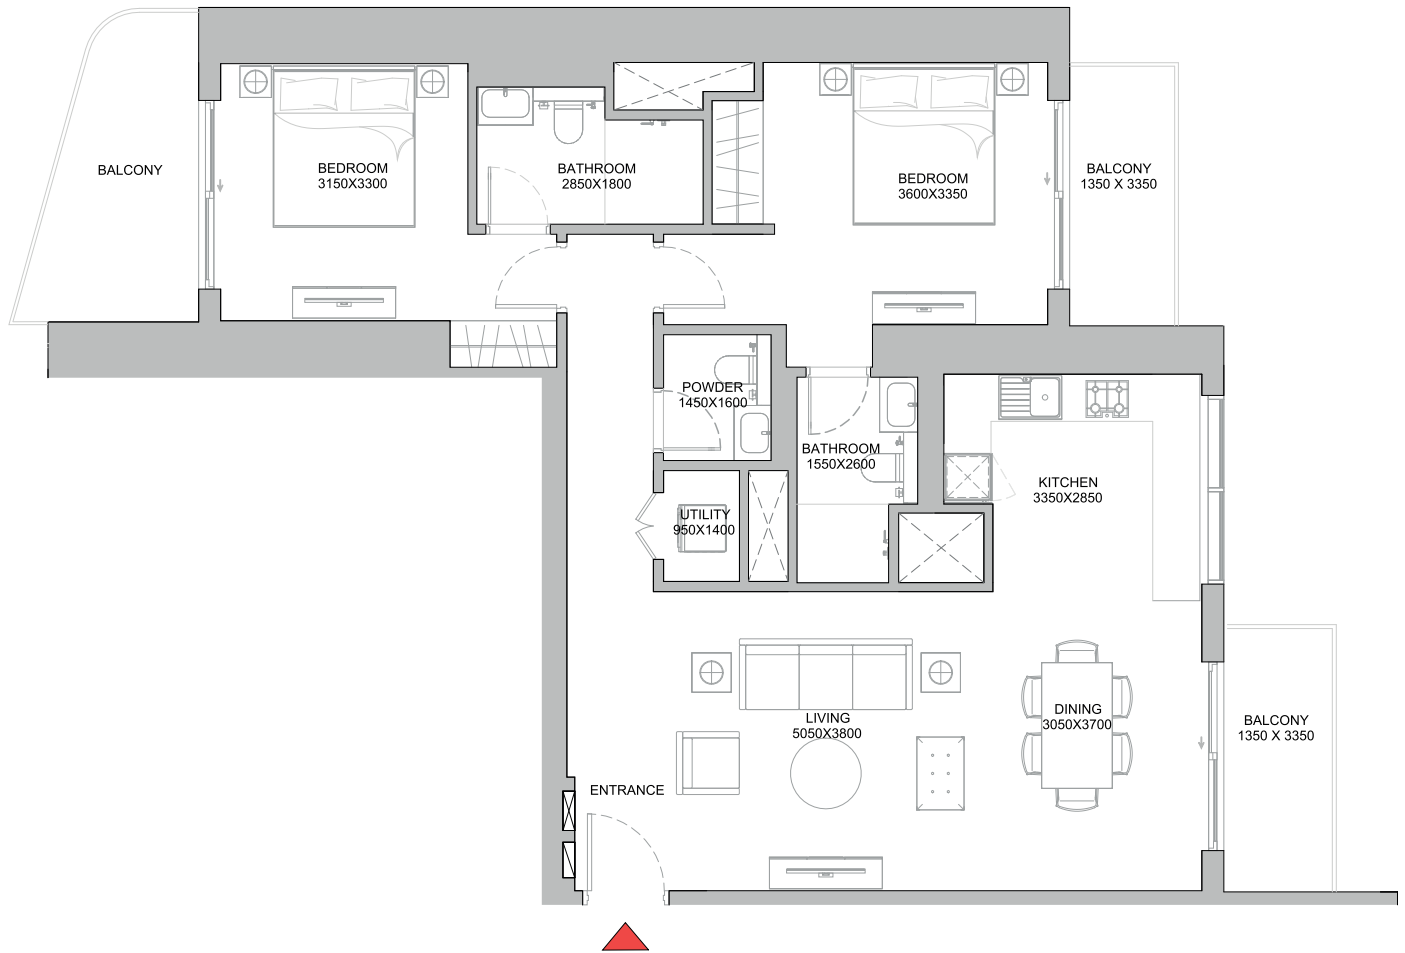 BALCONY
BEDROOM
3150X3300
BATHROOM
2850X1800
BEDROOM
3600X3350
BALCONY
1350 X 3350
POWDER
1450X1600
BATHROOM
1550X2600
KITCHEN
3350X2850
UTILITY
950X1400
LIVING
5050X3800
DINING
3050X3700
BALCONY
1350 X 3350
ENTRANCE